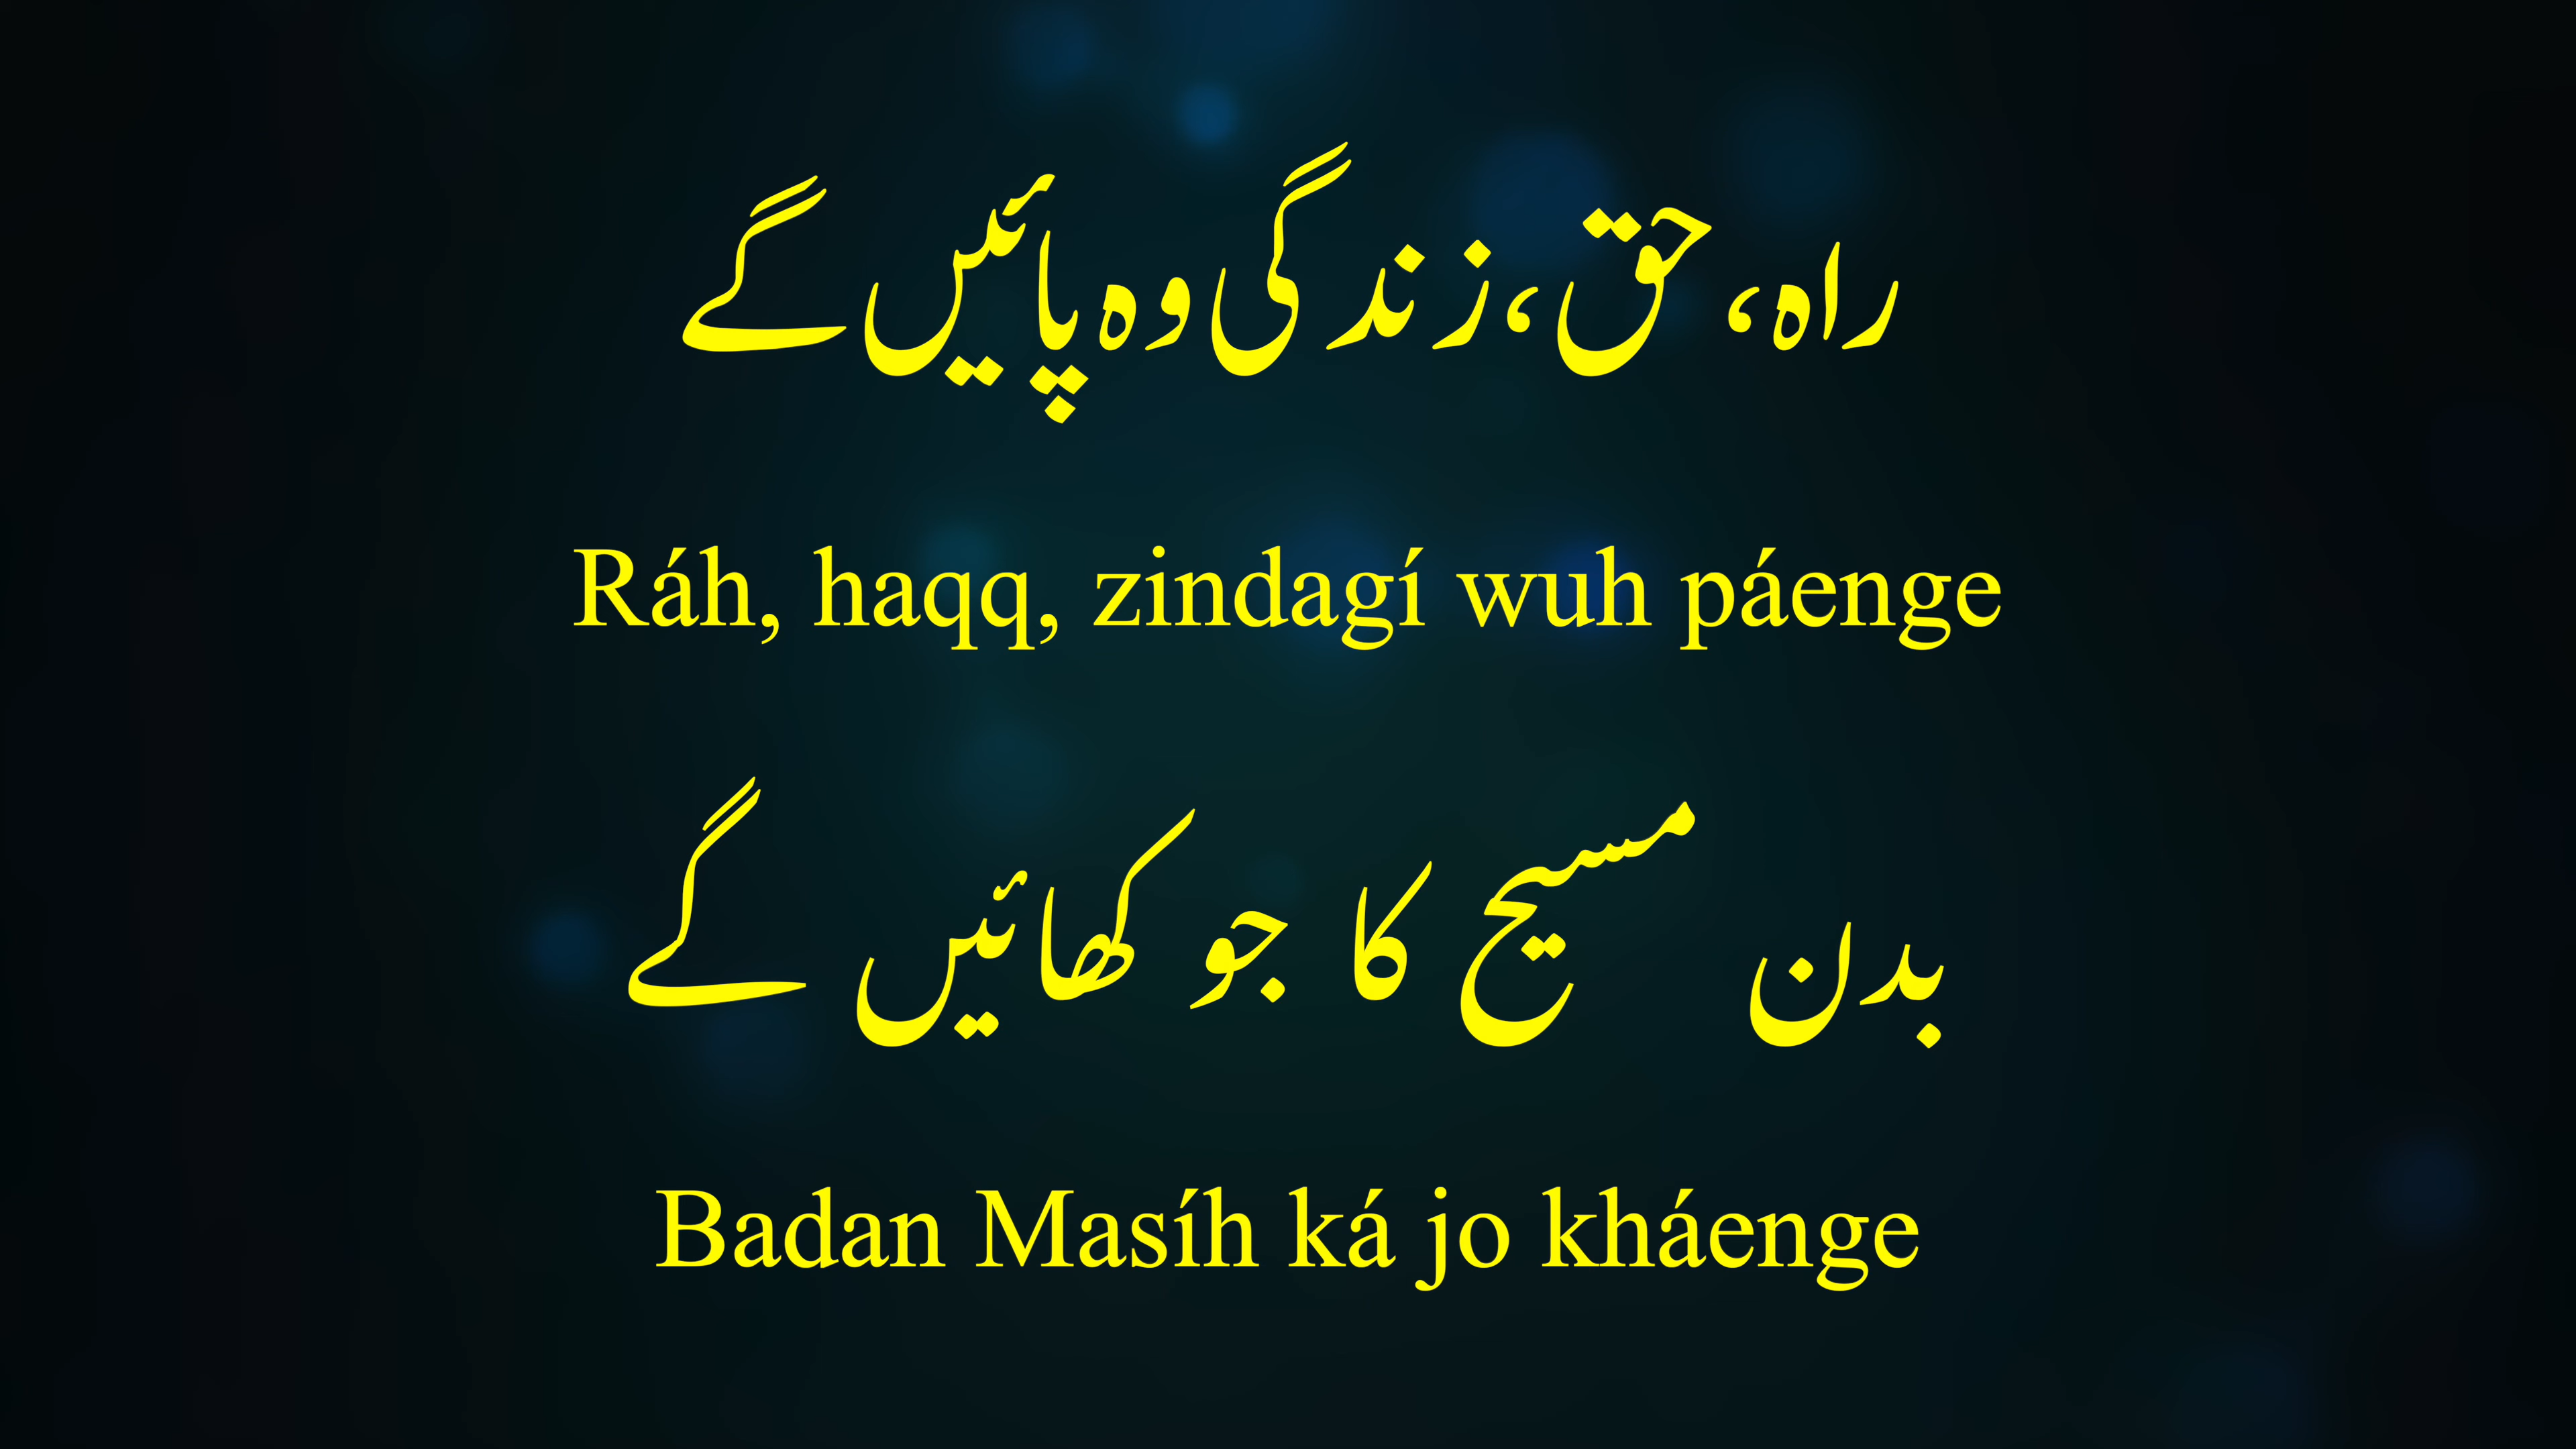 راہ، حق، زندگی وہ پائیں گے
Ráh, haqq, zindagí wuh páenge
بدن مسیح کا جو کھائیں گے
Badan Masíh ká jo kháenge